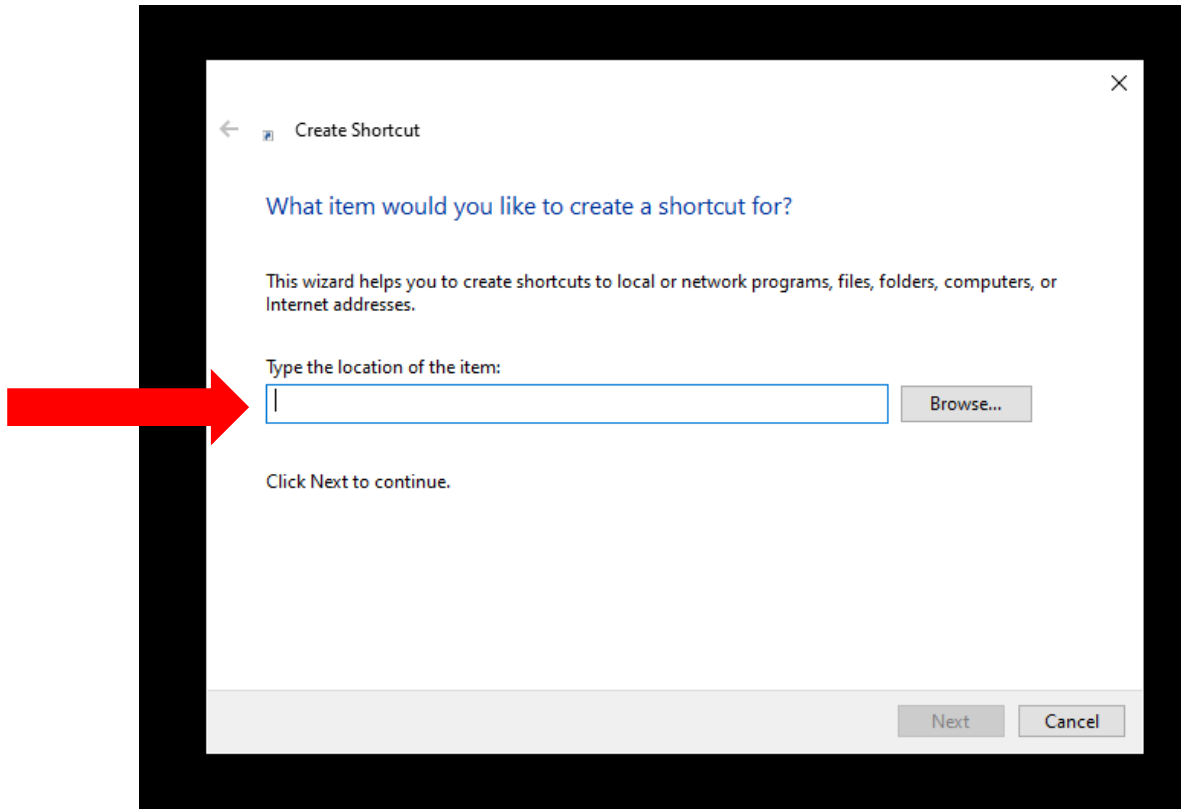 Create Shortcut
What item would you like to create a shortcut for?
This wizard helps you to create shortcuts to local or network programs, files, folders, computers, or
Internet addresses.
Type the location of the item:
Browse...
Click Next to continue.
Next
Cancel